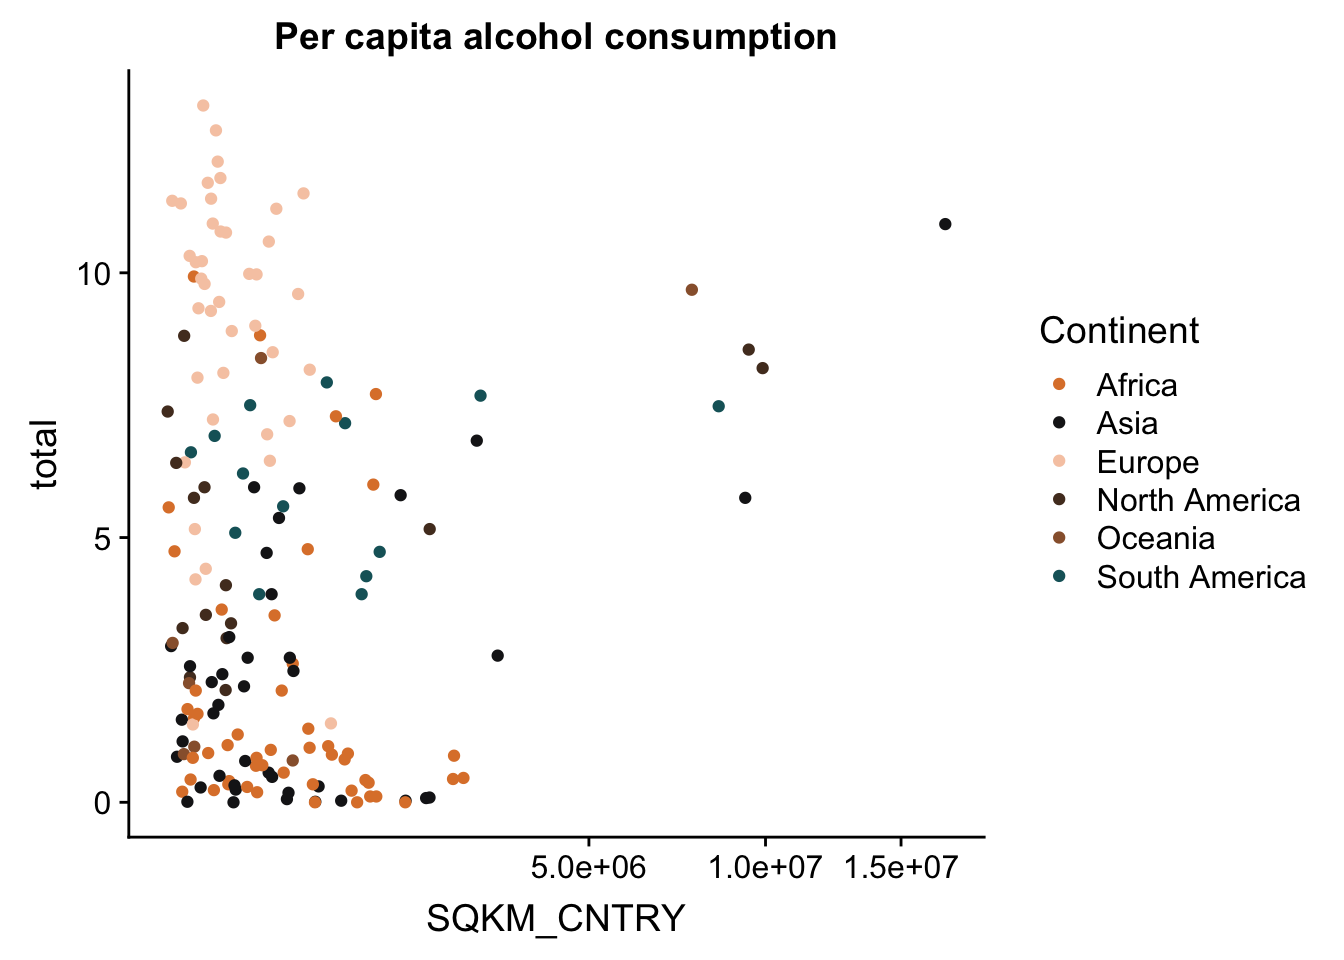 Per capita alcohol consumption
total
10
5
0
5.0e+06
1.0e+07
1.5e+07
SQKM_CNTRY
Continent
Africa
Asia
Europe
North America
Oceania
South America